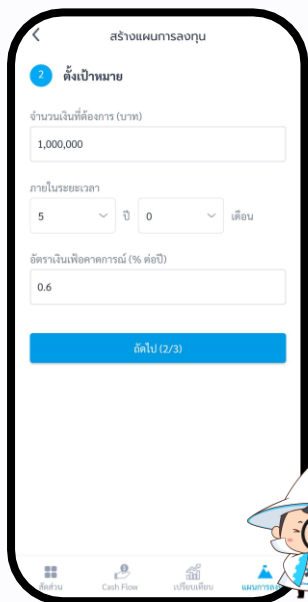 สร้างแผนการลงทุน
2 ตั้งเป้าหมาย
จำนวนเงินที่ต้องการ (บาท)
1,000,000
ภายในระยะเวลา
5 ปี 0 เดือน
อัตราเงินเฟ้อคาดการณ์ (% ต่อปี)
0.6
ถัดไป (2/3)
สัดส่วน Cash Flow เปรียบเทียบ